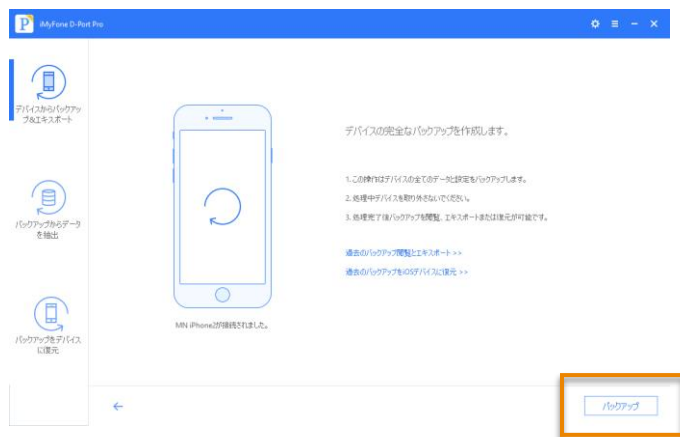 iMyFone D-Port Pro
デバイスからバックアッ
プ&エキスポート
バックアップからデータ
を抽出
バックアップをデバイス
に復元
MN iPhone2が接続されました。
デバイスの完全なバックアップを作成します。
1.この操作はデバイスの全てのデータと設定をバックアップします。
2.処理中デバイスを取り外さないでください。
3.処理完了後バックアップを閲覧、エキスポートまたは復元が可能です。
過去のバックアップ閲覧とエキスポート >>
過去のバックアップをiOSデバイスに復元 >>
バックアップ